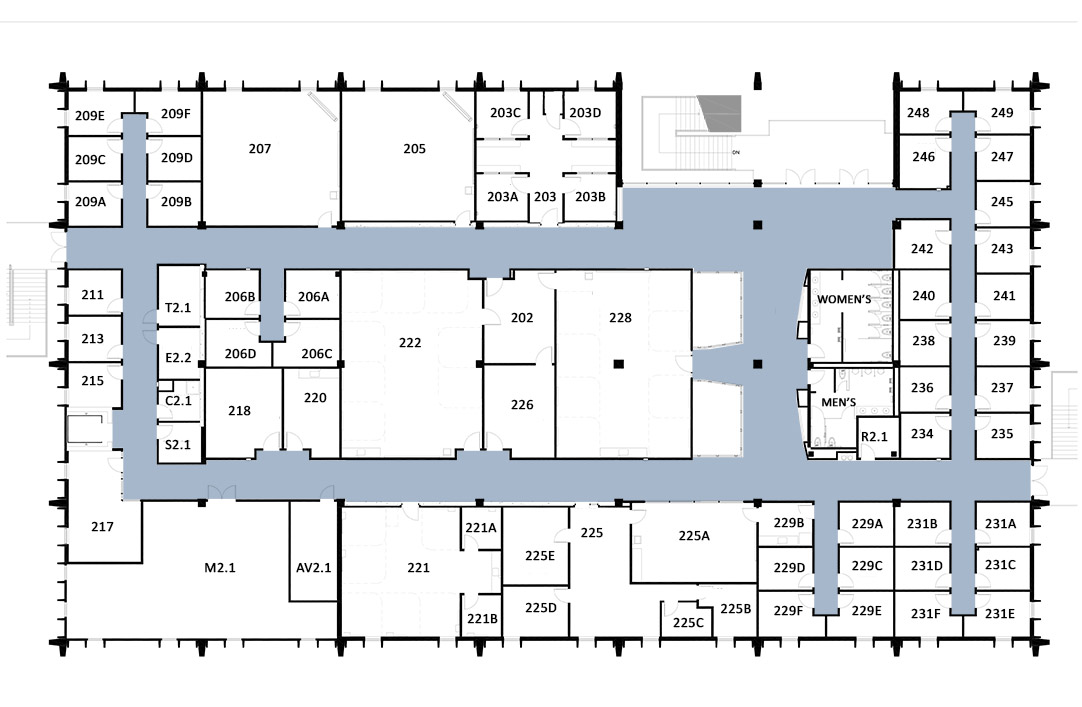 209E
209F
203C
203D
248
249
207
205
209C
209D
246
247
ON
209A
209B
203A
203
203B
245
242
243
211
T2.1
206B
206A
WOMEN'S
240
241
202
228
213
222
238
239
E2.2
206D
206C
215
236
237
C2.1
218
220
226
MEN'S
S2.1
R2.1
234
235
217
221A
225
229B
229A
231B
231A
225A
M2.1
AV2.1
221
225E
229D
229C
231D
231C
225D
225B
229F
229E
231F
231E
221B
225C